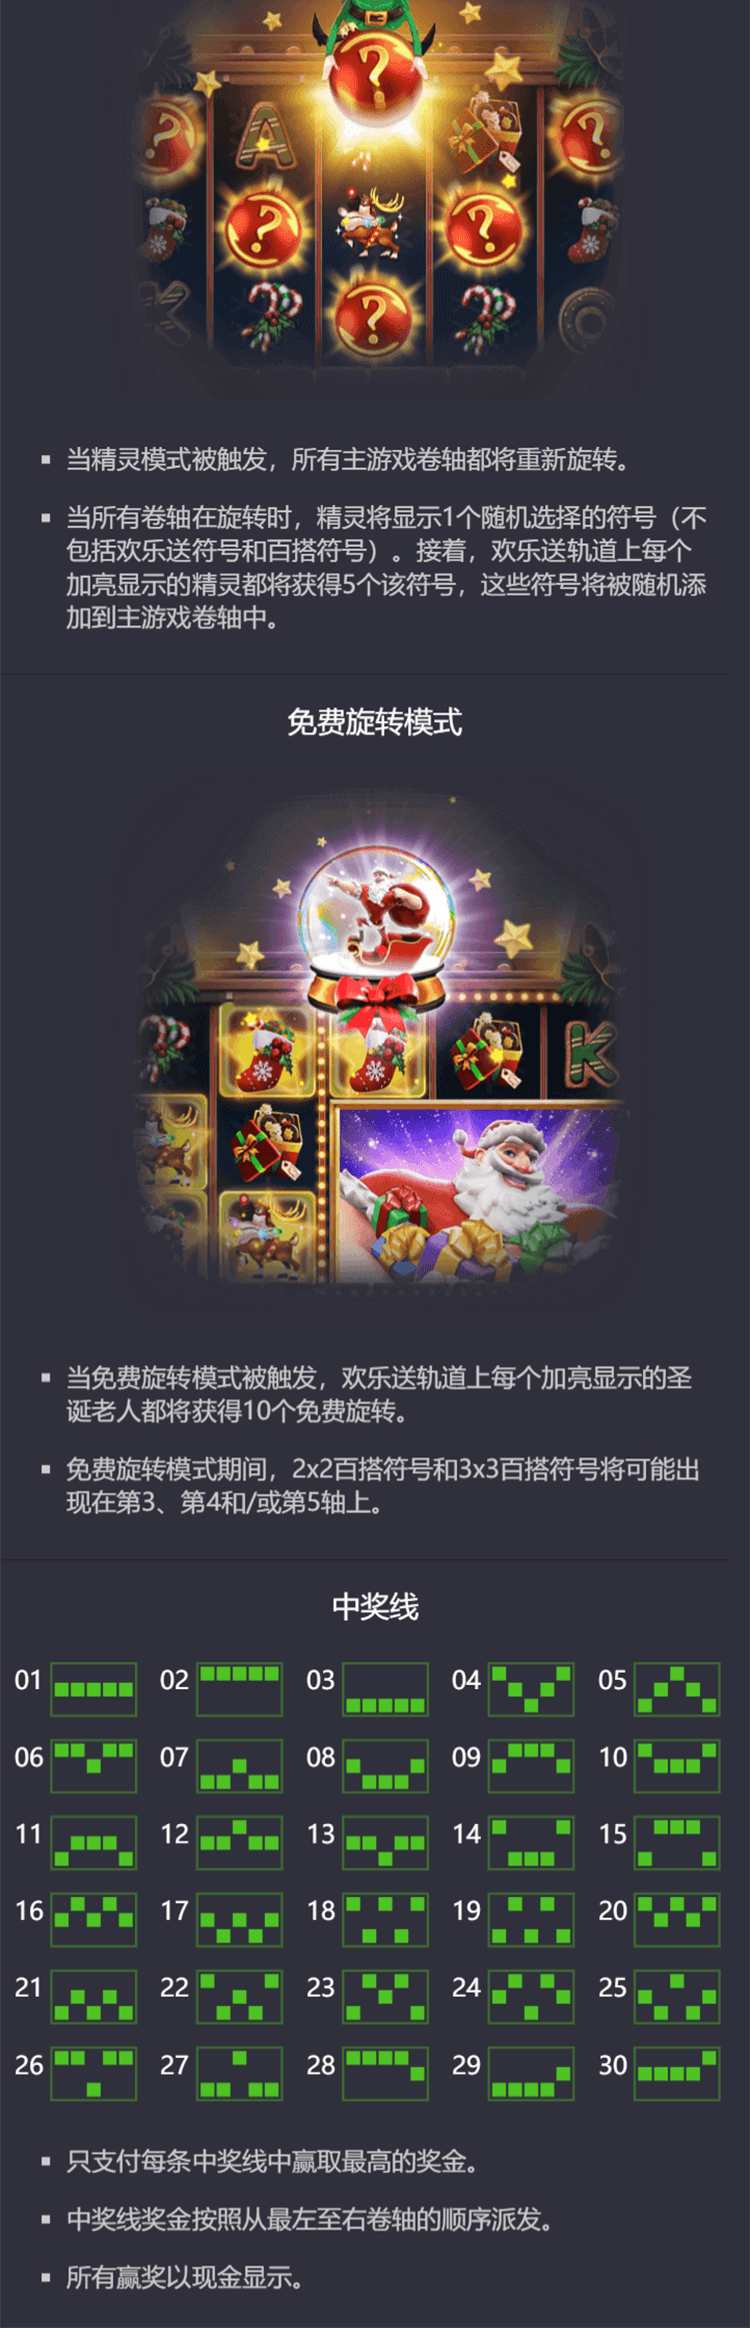 ?
?
A
?
?
?
K
?
当精灵模式被触发，所有主游戏卷轴都将重新旋转。
当所有卷轴在旋转时，精灵将显示1个随机选择的符号（不
包括欢乐送符号和百搭符号）。接着，欢乐送轨道上每个
加亮显示的精灵都将获得5个该符号，这些符号将被随机添
加到主游戏卷轴中。
免费旋转模式
K
当免费旋转模式被触发，欢乐送轨道上每个加亮显示的圣
诞老人都将获得10个免费旋转。
免费旋转模式期间，2x2百搭符号和3x3百搭符号将可能出
现在第3、第4和/或第5轴上。
中奖线
01 02 03 04 05
06 07 08 09 10
11 12 13 14 15
16 17 18 19 20
21 22 23 24 25
26 27 28 29 30
只支付每条中奖线中赢取最高的奖金。
中奖线奖金按照从最左至右卷轴的顺序派发。
所有赢奖以现金显示。